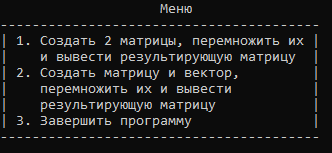 Меню
1. Создать 2 матрицы, перемножить их
и вывести результирующую матрицу
2. Создать матрицу и вектор,
перемножить их и вывести
результирующую матрицу
3. Завершить программу